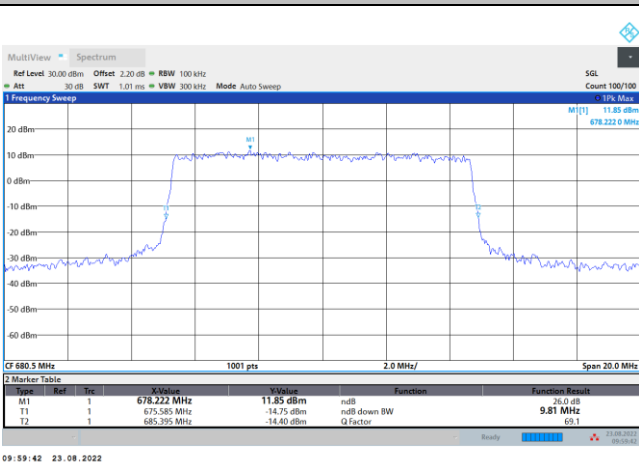 MultiView Spectrum
Ref Level 30.00 dBm Offset 2.20 dB RBW 100 kHz SGL
Att 30 dB SWT 1.01 ms VBW 300 kHz Mode Auto Sweep Count 100/100
1 Frequency Sweep 1Pk Max
M1[1] 11.85 dBm
678.222 0 MHz
20 dBm
M1
10 dBm
0 dBm
-10 dBm
T1 T2
-20 dBm
-30 dBm
-40 dBm
-50 dBm
-60 dBm
CF 680.5 MHz 1001 pts 2.0 MHz/ Span 20.0 MHz
2 Marker Table
Type Ref Trc X-Value Y-Value Function Function Result
M1 1 678.222 MHz 11.85 dBm ndB 26.0 dB
T1 1 675.585 MHz -14.75 dBm ndB down BW 9.81 MHz
T2 1 685.395 MHz -14.40 dBm Q Factor 69.1
Ready 23.08.2022
09:59:42
09:59:42 23.08.2022